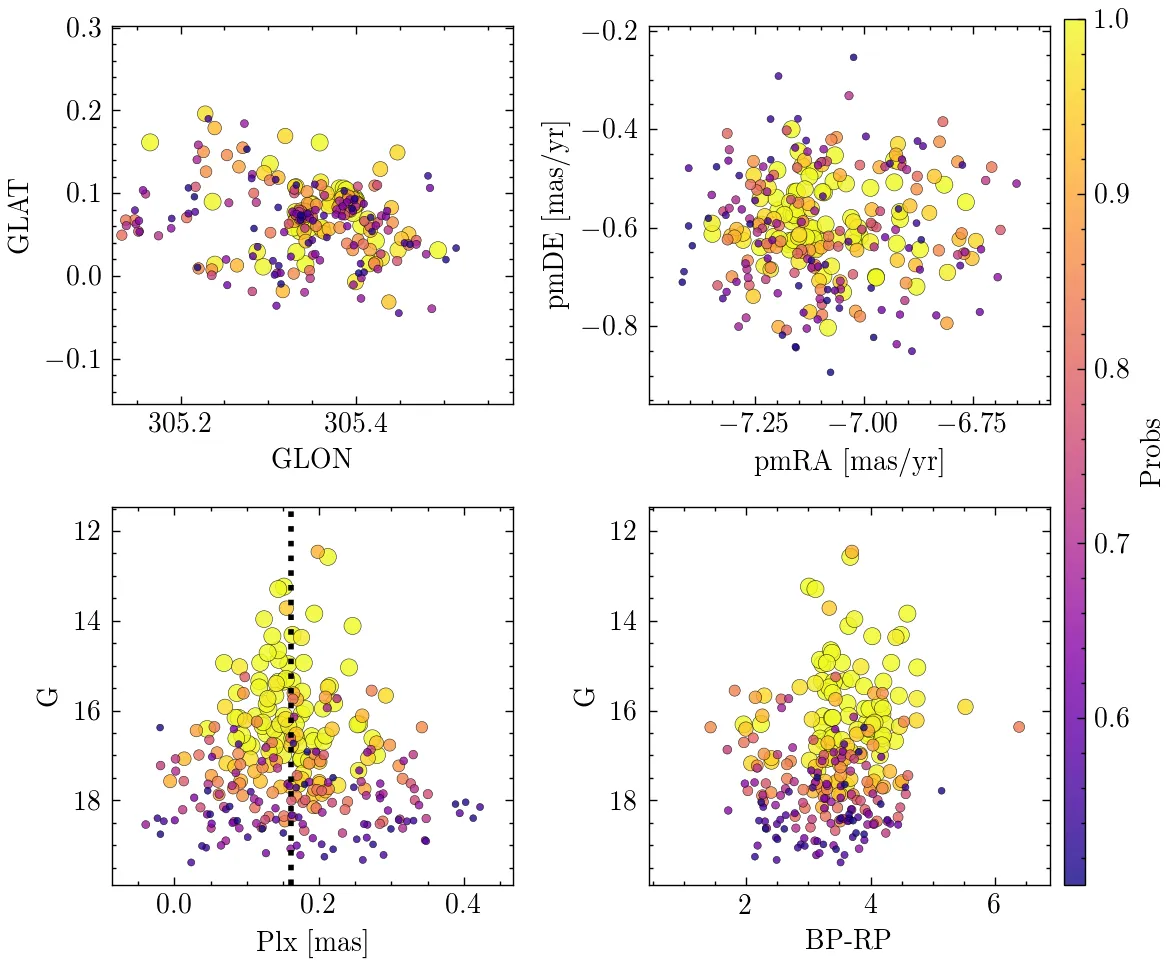 0.3
0.2
0.1
0.0
−0.1
GLAT
305.2 305.4
GLON
−0.2
−0.4
−0.6
−0.8
pmDE [mas/yr]
−7.25 −7.00 −6.75
pmRA [mas/yr]
12
14
16
18
G
0.0 0.2 0.4
Plx [mas]
12
14
16
18
G
2 4 6
BP-RP
1.0
0.9
0.8
0.7
0.6
Probs